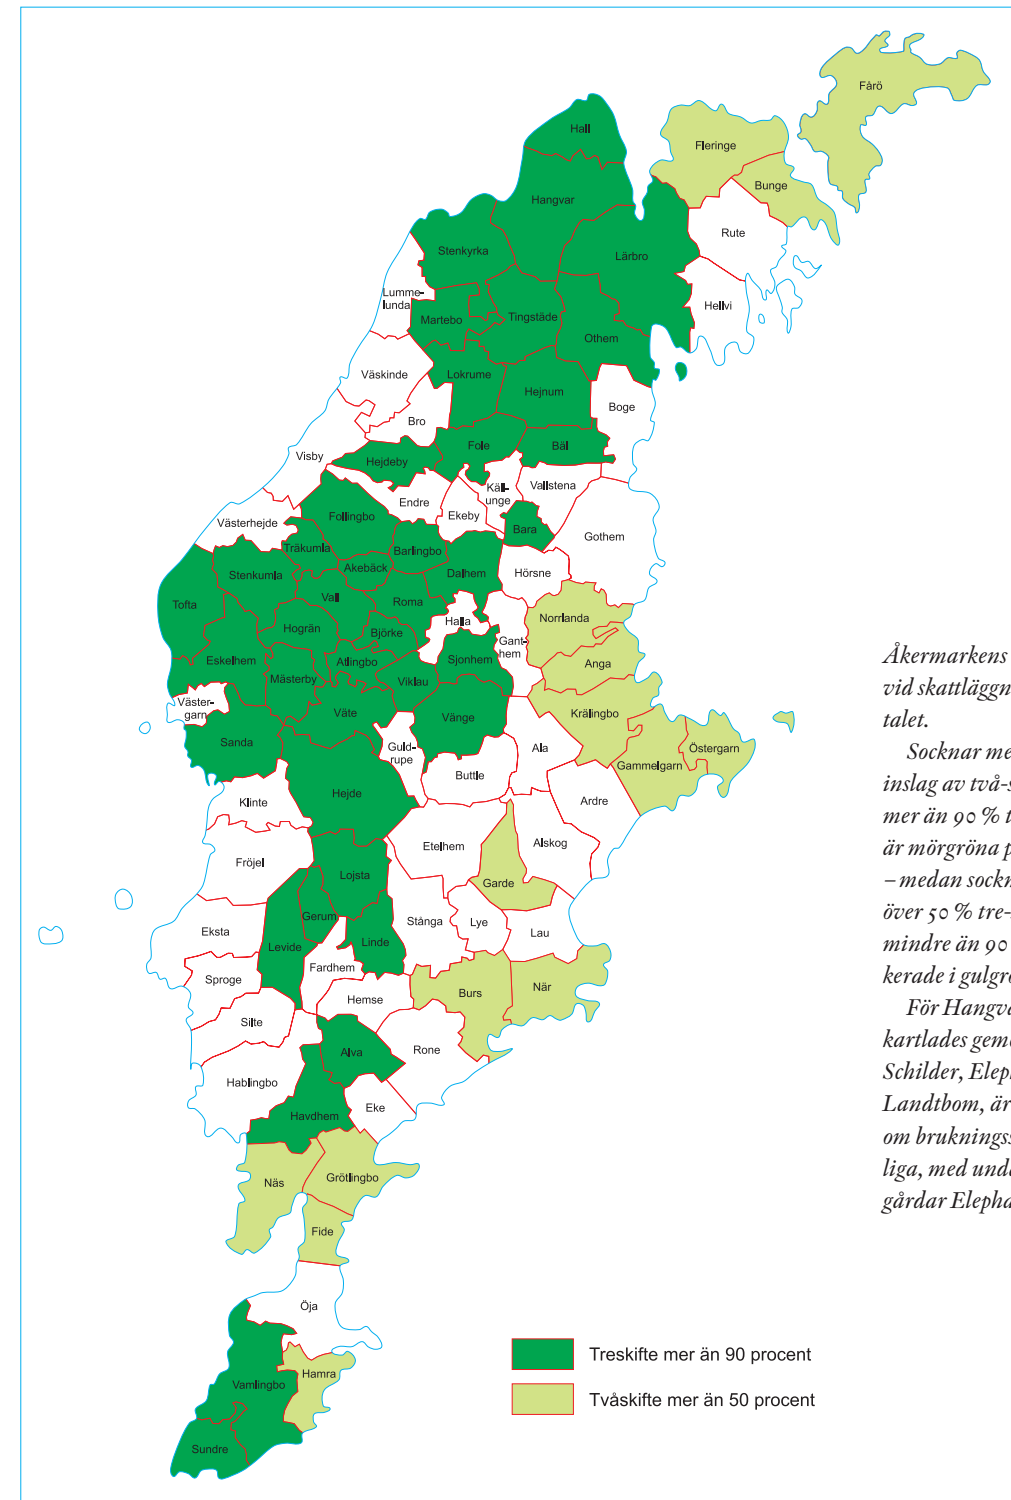 Fårö
Hall
Fleringe
Bunge
Hangvar
Rute
Stenkyrka
Lärbro
Lumme-
lunda
Hellvi
Martebo
Tingstäde
Othem
Väskinde
Lokrume
Hejnum
Boge
Bro
Visby
Hejdeby
Fole
Bäl
Endre
Käll-
unge
Vallstena
Ekeby
Västerhejde
Follingbo
Bara
Gothem
Träkumla
Barlingbo
Akebäck
Dalhem
Hörsne
Stenkumla
Tofta
Vall
Roma
Halla
Norrlanda
Hogrän
Björke
Gant-
hem
Eskelhem
Atlingbo
Sjonhem
Anga
Mästerby
Viklau
Väster-
garn
Väte
Vänge
Krälingbo
Sanda
Guld-
rupe
Ala
Östergarn
Buttle
Gammelgarn
Hejde
Klinte
Ardre
Etelhem
Alskog
Fröjel
Lojsta
Garde
Gerum
Stånga
Lye
Lau
Eksta
Levide
Linde
Fardhem
Sproge
Hemse
Burs
När
Silte
Alva
Rone
Hablingbo
Havdhem
Eke
Näs
Grötlingbo
Fide
Öja
Hamra
Vamlingbo
Sundre
Treskifte mer än 90 procent
Tvåskifte mer än 50 procent
Åkermarkens
vid skattläggn
talet.
Socknar me
inslag av två-s
mer än 90 % t
är mörgröna p
– medan sockn
över 50 % tre-
mindre än 90
kerade i gulgrö
För Hangva
kartlades geme
Schilder, Eleph
Landtbom, är
om brukningss
liga, med unda
gårdar Elepha